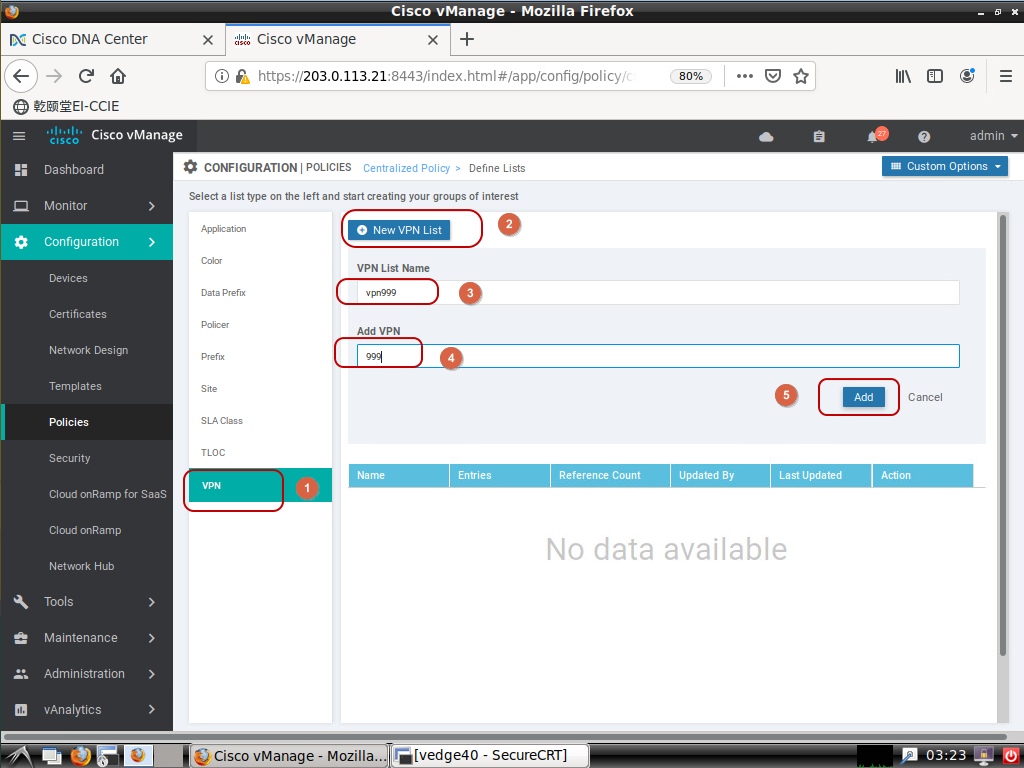 Cisco vManage - Mozilla Firefox
Cisco DNA Center
Cisco vManage
https://203.0.113.21:8443/index.html#/app/config/policy/c
80%
乾颐堂EI-CCIE
cisco
Cisco vManage
27
admin
Dashboard
Monitor
Configuration
Devices
Certificates
Network Design
Templates
Policies
Security
Cloud onRamp for SaaS
Cloud onRamp
Network Hub
Tools
Maintenance
Administration
vAnalytics
CONFIGURATION | POLICIES Centralized Policy > Define Lists
Custom Options
Select a list type on the left and start creating your groups of interest
Application
Color
Data Prefix
Policer
Prefix
Site
SLA Class
TLOC
VPN
1
New VPN List
2
VPN List Name
vpn999
3
Add VPN
999
4
5
Add
Cancel
Name Entries Reference Count Updated By Last Updated Action
No data available
Cisco vManage - Mozilla...
[vedge40 - SecureCRT]
03:23